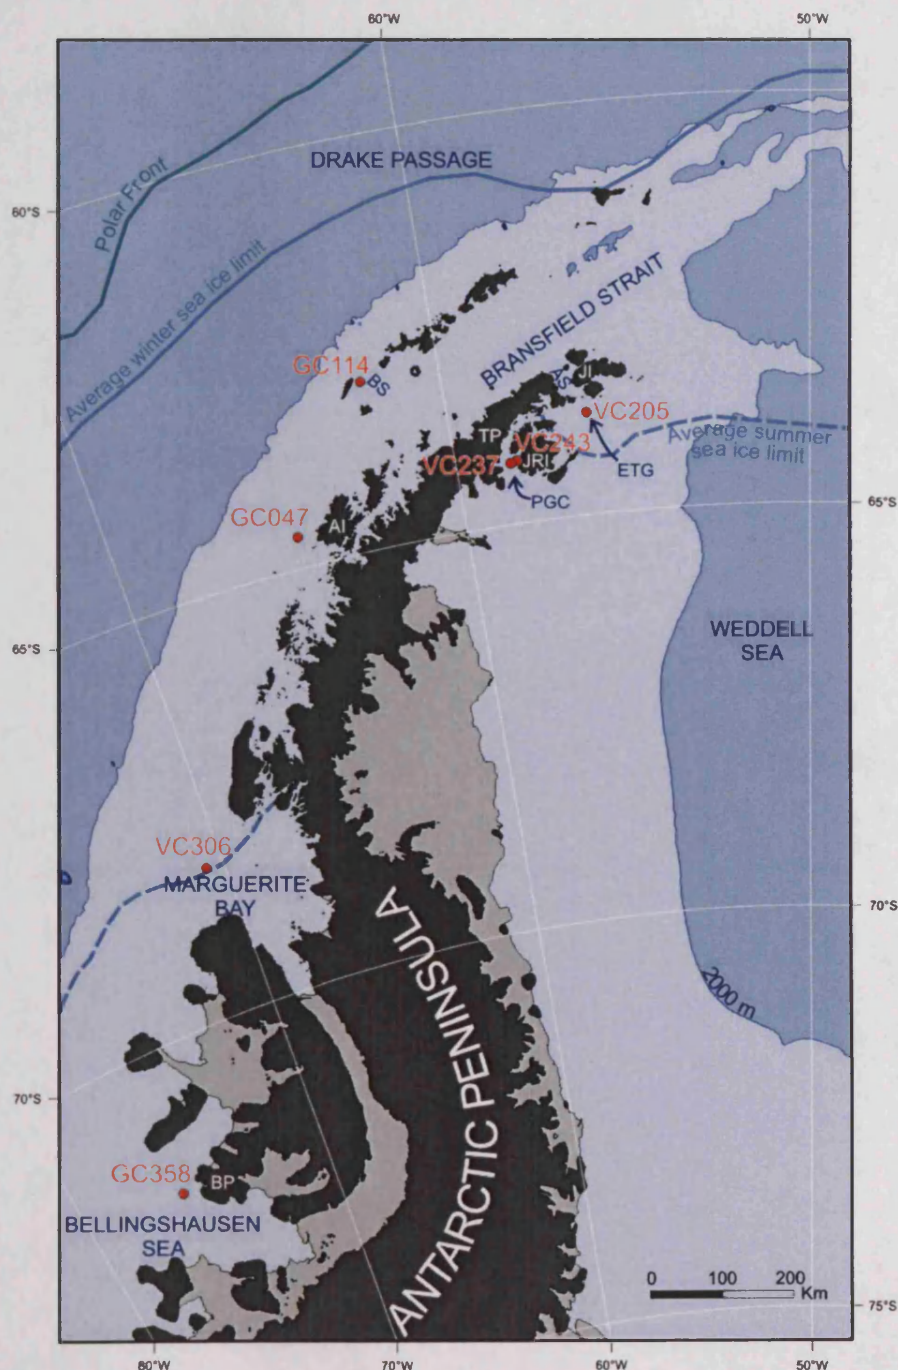 60°W
50°W
DRAKE PASSAGE
Polar Front
60°S
Average winter sea ice limit
BRANSFIELD STRAIT
GC114
BS
AS
JI
VC205
TP
VC243
Average summer
sea ice limit
VC237
JRI
ETG
PGC
65°S
GC047
AI
WEDDELL
SEA
65°S
VC306
MARGUERITE
BAY
70°S
ANTARCTIC PENINSULA
2000 m
70°S
GC358
BP
BELLINGSHAUSEN
SEA
0 100 200
Km
75°S
80°W
70°W
60°W
50°W